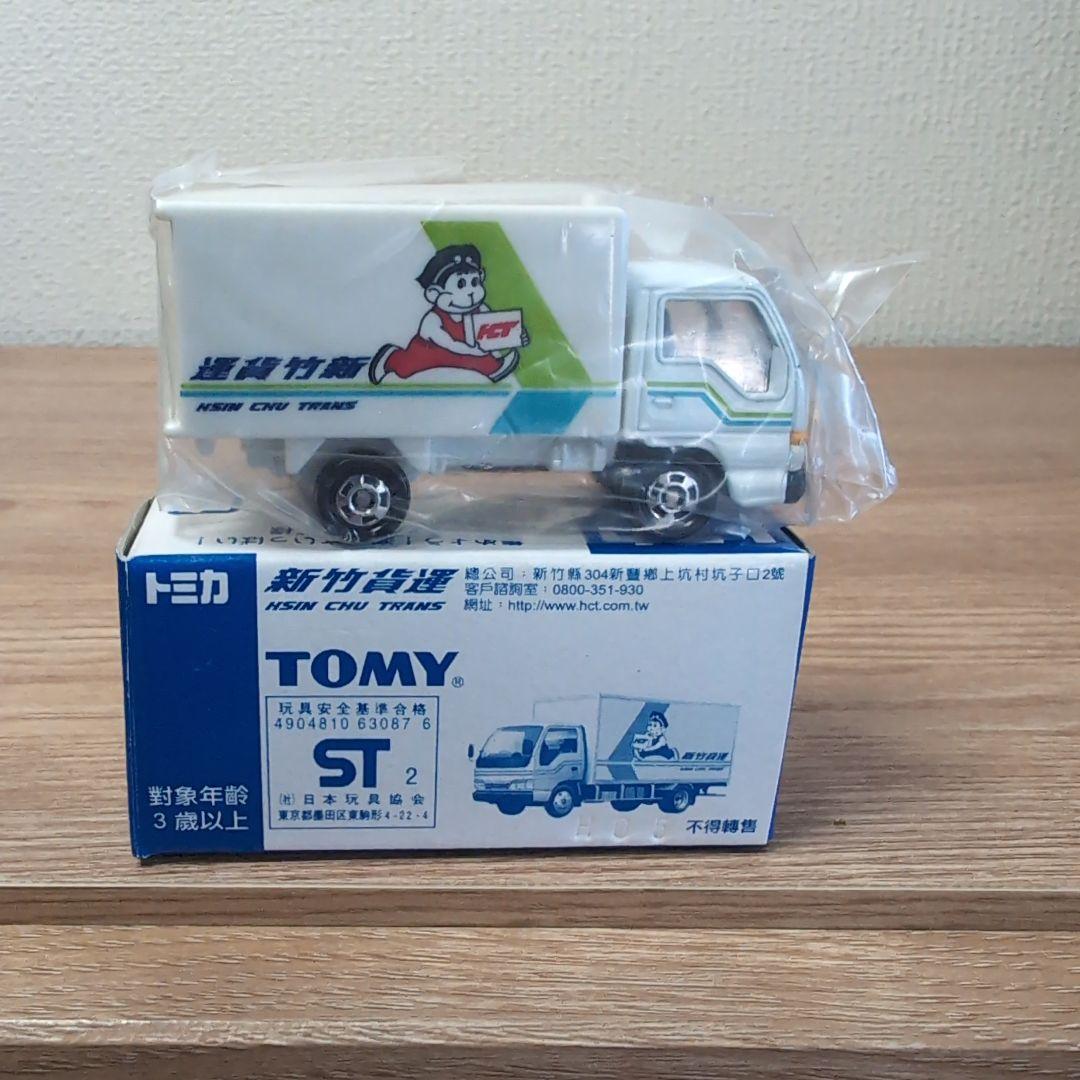 運貨竹新
HSIN CHU TRANS
HCT
トミカ
新竹貨運
HSIN CHU TRANS
總公司：新竹縣304新豐鄉上坑村坑子口2號
客戶諮詢室：0800-351-930
網址：http://www.hct.com.tw
TOMY®
玩具安全基準合格
4904810 63087 6
ST 2
(社)日本玩具協会
東京都墨田区東駒形4-22-4
對象年齡
3歲以上
HCT
新竹貨運
HSIN CHU TRANS
H05
不得轉售